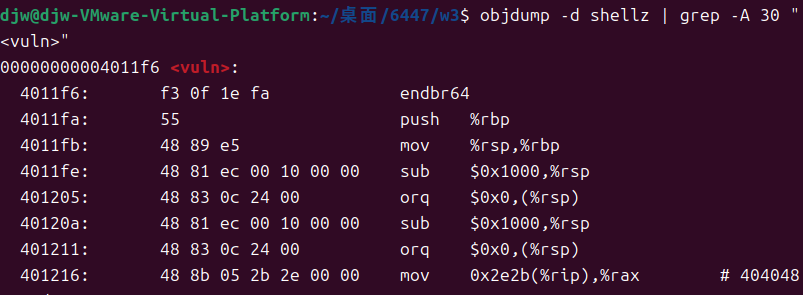 djw@djw-VMware-Virtual-Platform:~/桌面/6447/w3$ objdump -d shellz | grep -A 30 "
<vuln>"
00000000004011f6 <vuln>:
  4011f6:	f3 0f 1e fa          	endbr64
  4011fa:	55                   	push   %rbp
  4011fb:	48 89 e5             	mov    %rsp,%rbp
  4011fe:	48 81 ec 00 10 00 00 	sub    $0x1000,%rsp
  401205:	48 83 0c 24 00       	orq    $0x0,(%rsp)
  40120a:	48 81 ec 00 10 00 00 	sub    $0x1000,%rsp
  401211:	48 83 0c 24 00       	orq    $0x0,(%rsp)
  401216:	48 8b 05 2b 2e 00 00 	mov    0x2e2b(%rip),%rax        # 404048